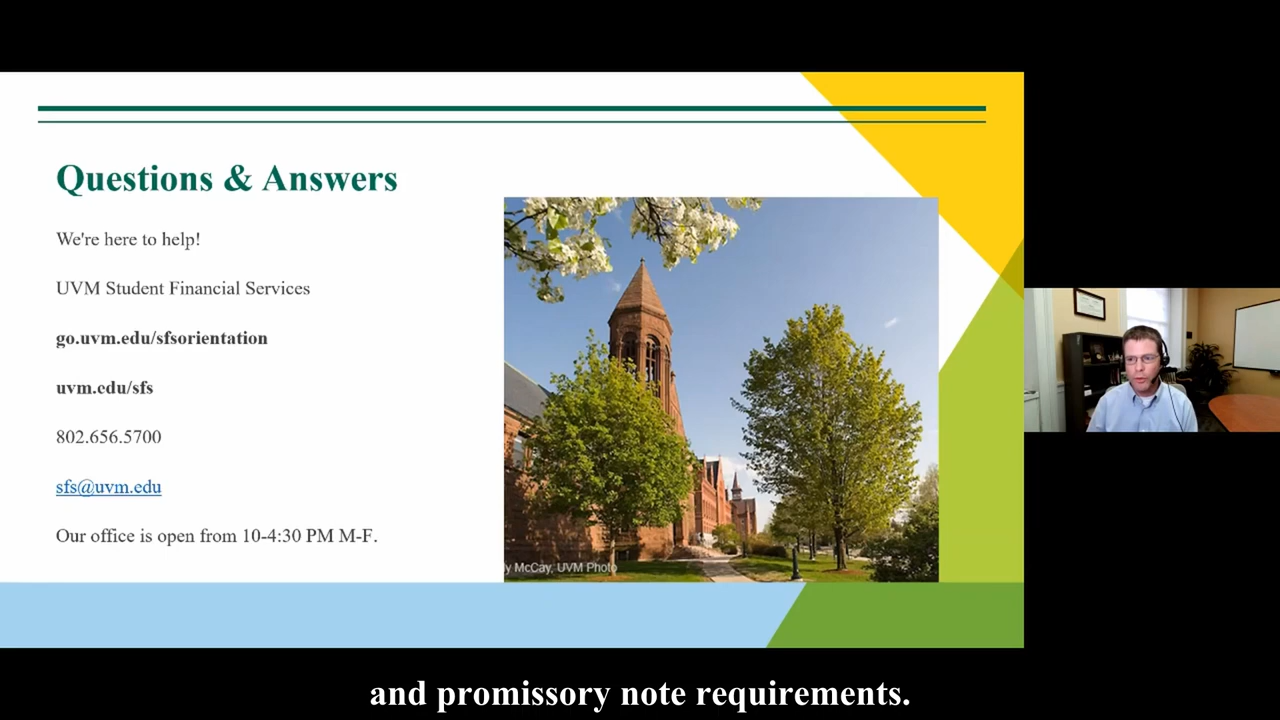 Questions & Answers
We're here to help!
UVM Student Financial Services
go.uvm.edu/sfsorientation
uvm.edu/sfs
802.656.5700
sfs@uvm.edu
Our office is open from 10-4:30 PM M-F.
y McCay, UVM Photo
and promissory note requirements.